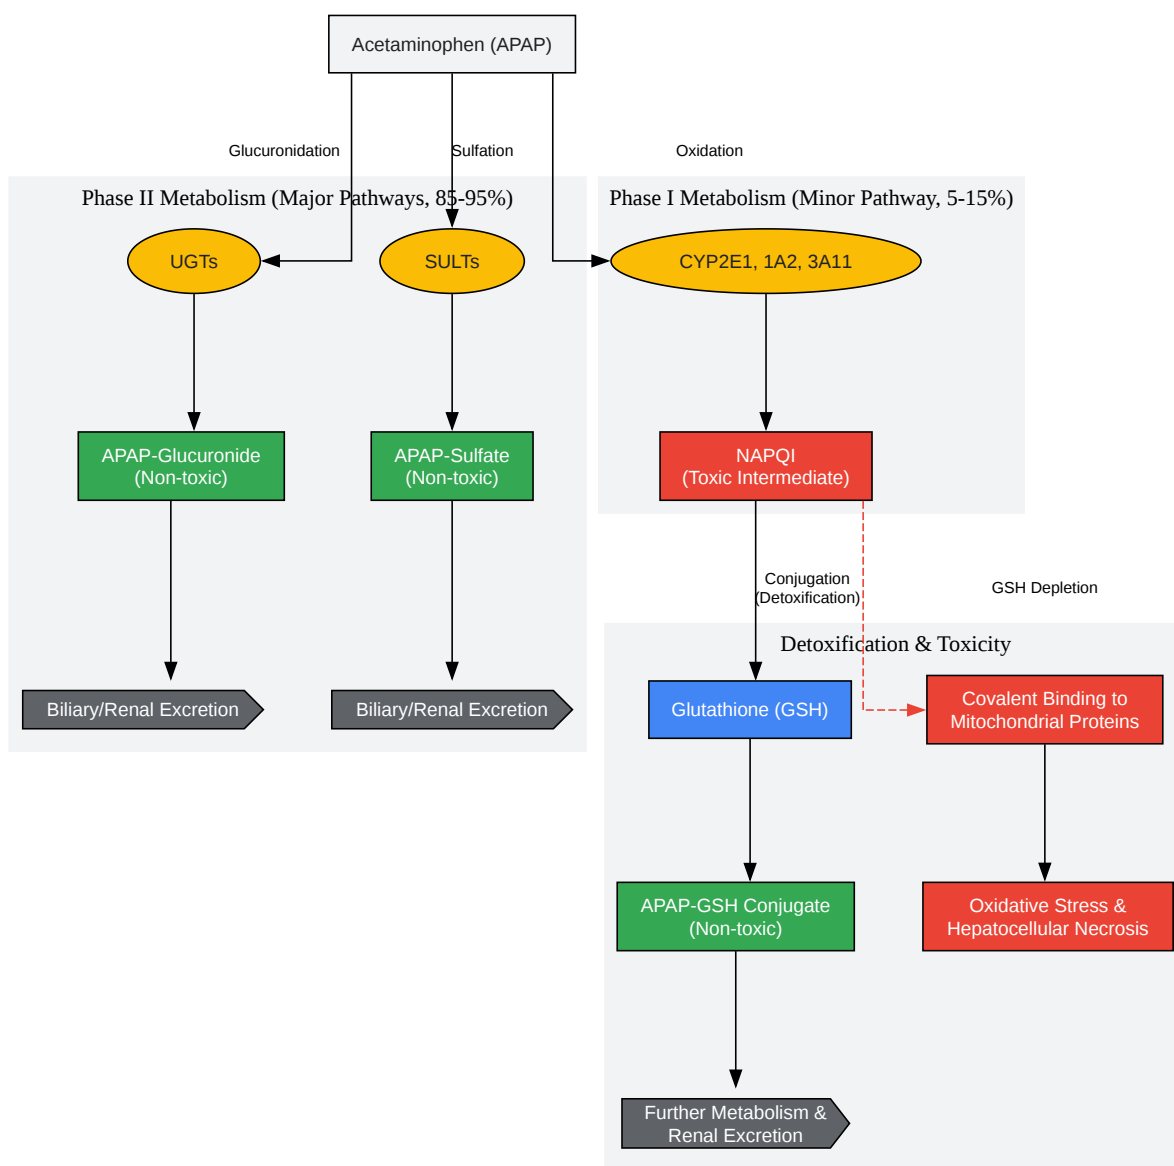 Acetaminophen (APAP)
Glucuronidation
Sulfation
Oxidation
Phase II Metabolism (Major Pathways, 85-95%)
Phase I Metabolism (Minor Pathway, 5-15%)
UGTs
SULTs
CYP2E1, 1A2, 3A11
APAP-Glucuronide
(Non-toxic)
APAP-Sulfate
(Non-toxic)
NAPQI
(Toxic Intermediate)
Conjugation
(Detoxification)
GSH Depletion
Detoxification & Toxicity
Biliary/Renal Excretion
Biliary/Renal Excretion
Glutathione (GSH)
Covalent Binding to
Mitochondrial Proteins
APAP-GSH Conjugate
(Non-toxic)
Oxidative Stress &
Hepatocellular Necrosis
Further Metabolism &
Renal Excretion